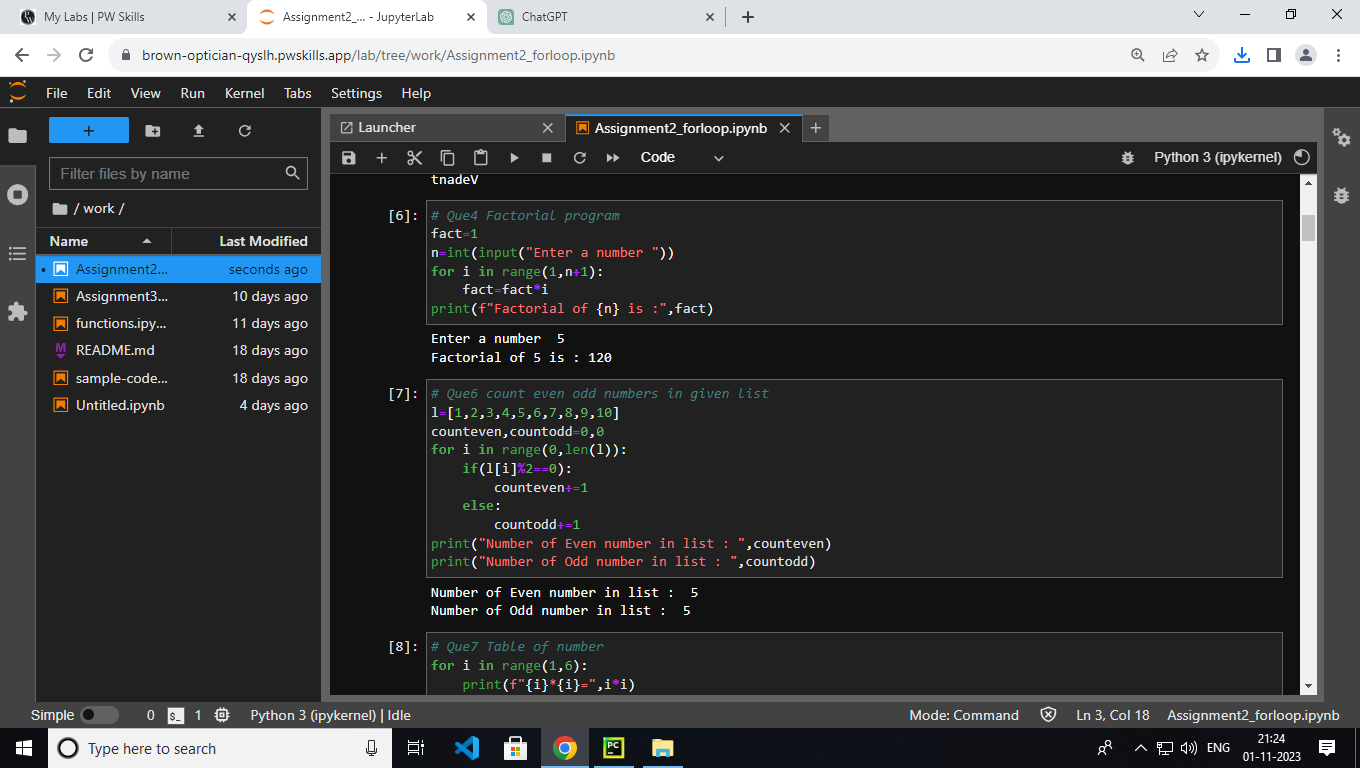 My Labs | PW Skills
Assignment2_... - JupyterLab
ChatGPT
brown-optician-qyslh.pwskills.app/lab/tree/work/Assignment2_forloop.ipynb
File Edit View Run Kernel Tabs Settings Help
Filter files by name
/ work /
Name Last Modified
Assignment2... seconds ago
Assignment3... 10 days ago
functions.ipy... 11 days ago
README.md 18 days ago
sample-code... 18 days ago
Untitled.ipynb 4 days ago
Launcher
Assignment2_forloop.ipynb
Code
Python 3 (ipykernel)
tnadeV
[6]: # Que4 Factorial program
fact=1
n=int(input("Enter a number "))
for i in range(1,n+1):
    fact=fact*i
print(f"Factorial of {n} is :",fact)
Enter a number  5
Factorial of 5 is : 120
[7]: # Que6 count even odd numbers in given list
l=[1,2,3,4,5,6,7,8,9,10]
counteven,countodd=0,0
for i in range(0,len(l)):
    if(l[i]%2==0):
        counteven+=1
    else:
        countodd+=1
print("Number of Even number in list : ",counteven)
print("Number of Odd number in list : ",countodd)
Number of Even number in list :  5
Number of Odd number in list :  5
[8]: # Que7 Table of number
for i in range(1,6):
    print(f"{i}*{i}=",i*i)
Simple 0 $_ 1 Python 3 (ipykernel) | Idle
Mode: Command Ln 3, Col 18 Assignment2_forloop.ipynb
Type here to search
PC
ENG
21:24
01-11-2023